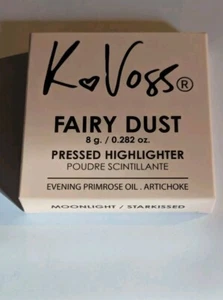 K♥Voss®
FAIRY DUST
8 g. / 0.282 oz.
PRESSED HIGHLIGHTER
POUDRE SCINTILLANTE
EVENING PRIMROSE OIL . ARTICHOKE
MOONLIGHT / STARKISSED